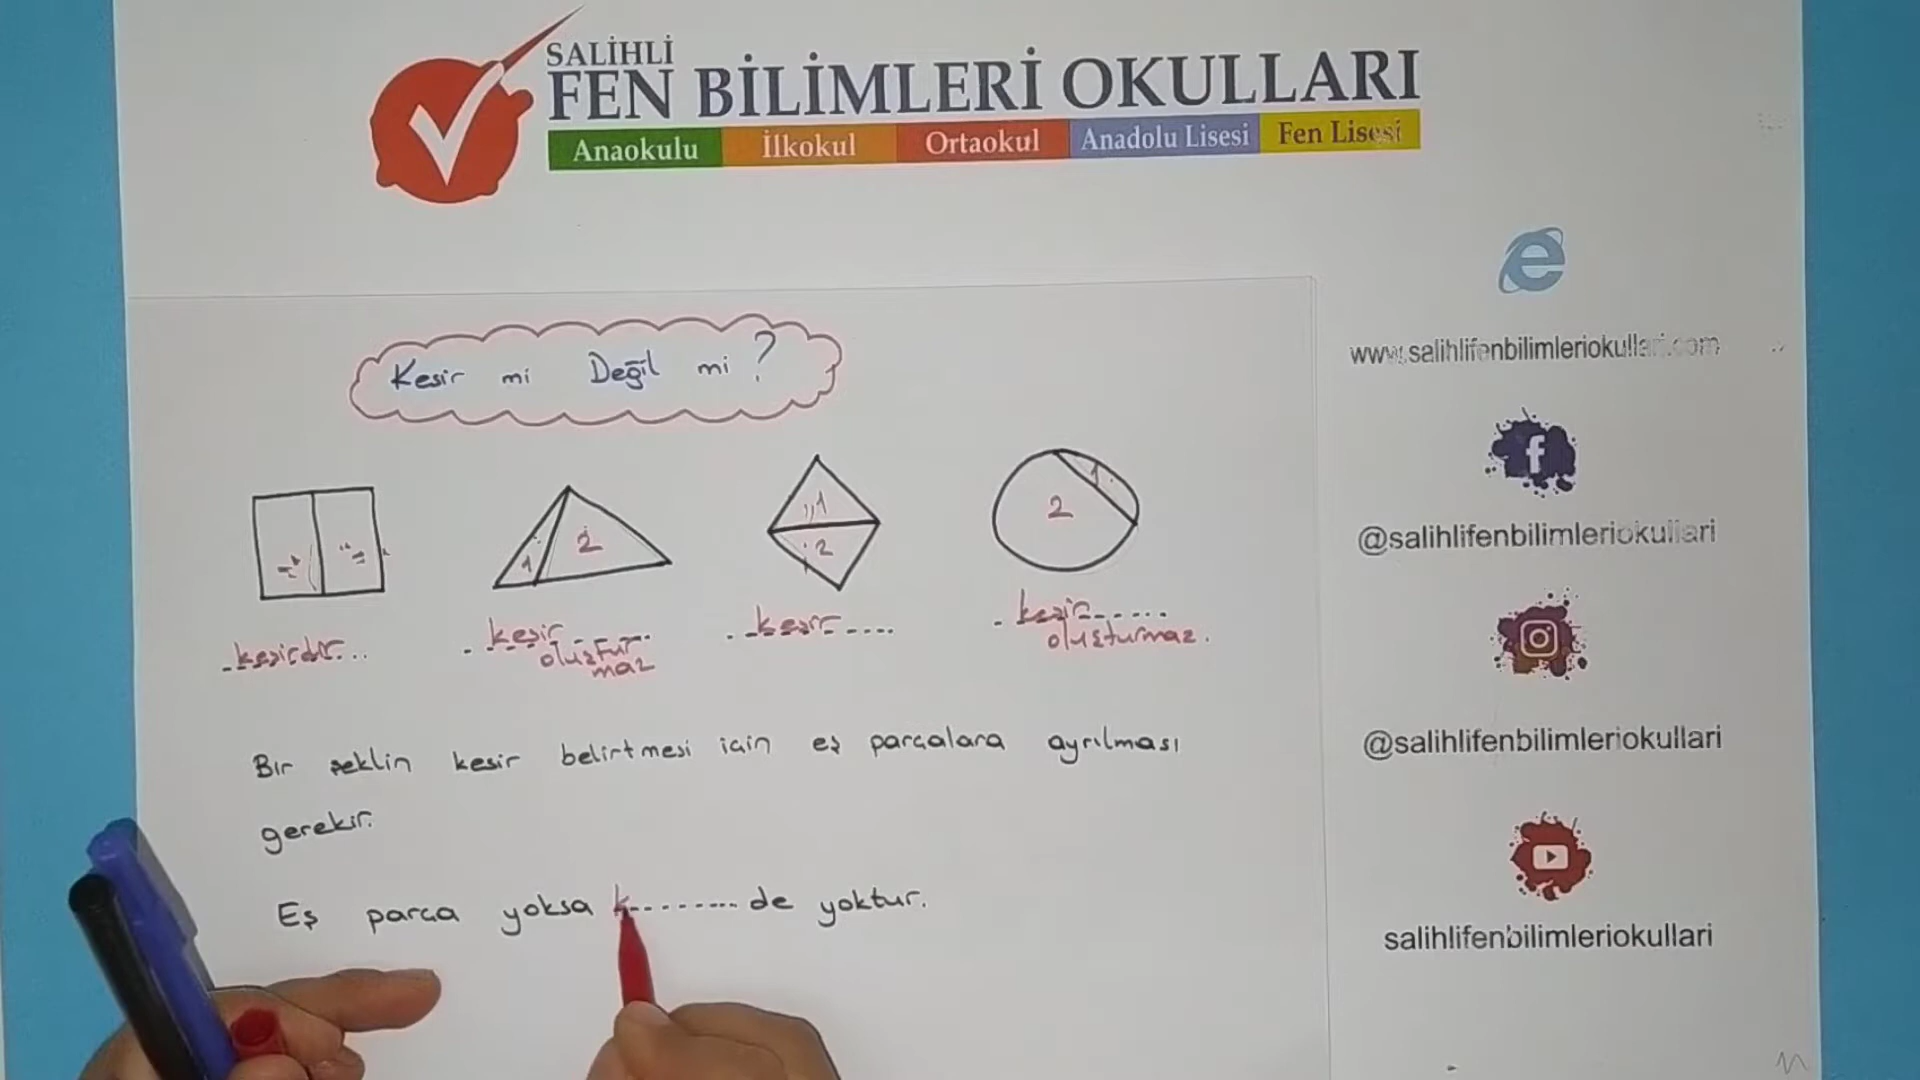 SALİHLİ
FEN BİLİMLERİ OKULLARI
Anaokulu İlkokul Ortaokul Anadolu Lisesi Fen Lisesi
www.salihlifenbilimleriokullari.com
@salihlifenbilimleriokullari
@salihlifenbilimleriokullari
salihlifenbilimleriokullari
Kesir mi Değil mi ?
1 2 1 2 2 1
kesirdir... kesir oluştur maz kesir.... kesir..... oluşturmaz.
Bir şeklin kesir belirtmesi için eş parçalara ayrılması
gerekir.
Eş parça yoksa k........ de yoktur.